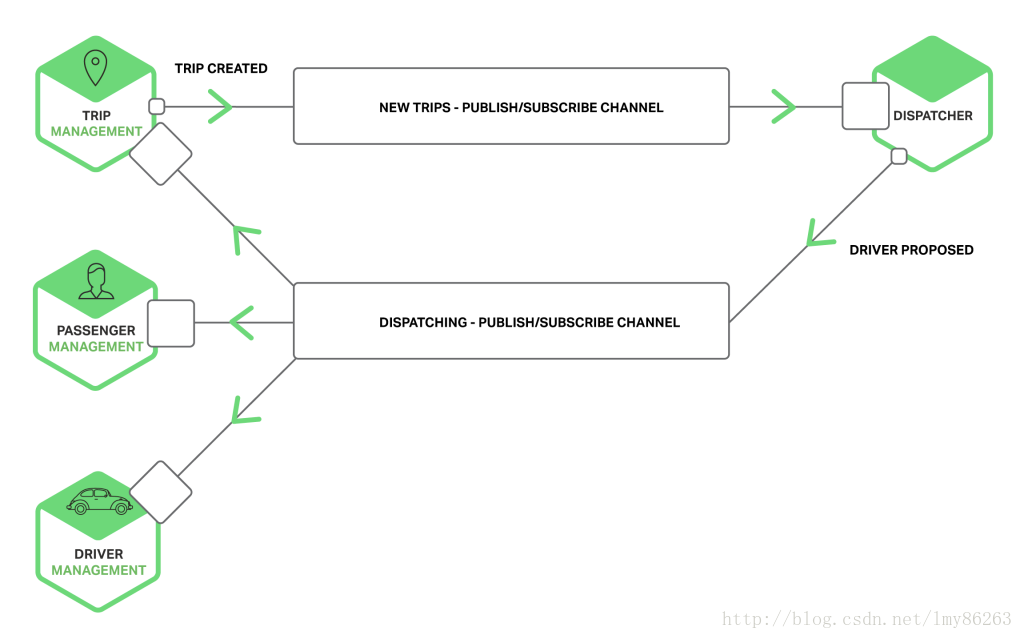 TRIP CREATED
NEW TRIPS - PUBLISH/SUBSCRIBE CHANNEL
TRIP
MANAGEMENT
DISPATCHER
DRIVER PROPOSED
PASSENGER
MANAGEMENT
DISPATCHING - PUBLISH/SUBSCRIBE CHANNEL
DRIVER
MANAGEMENT
http://blog.csdn.net/lmy86263